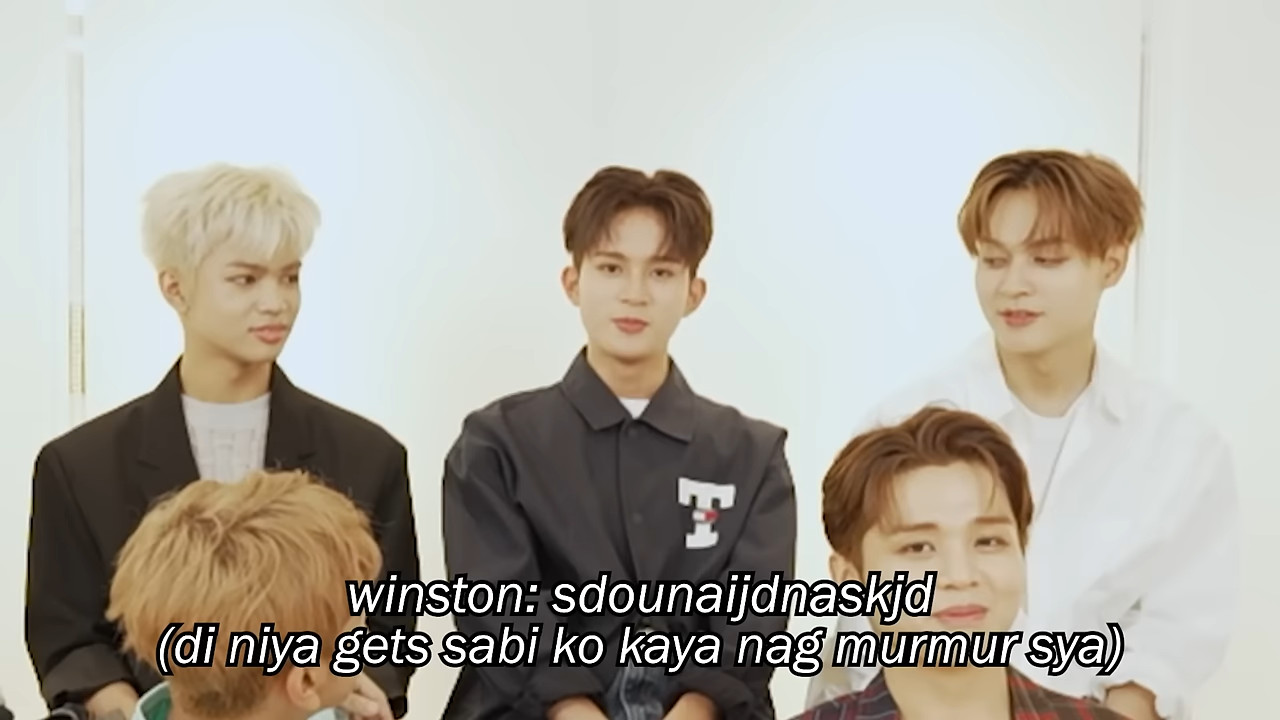 T
winston: sdounaijdnaskjd
(di niya gets sabi ko kaya nag murmur sya)